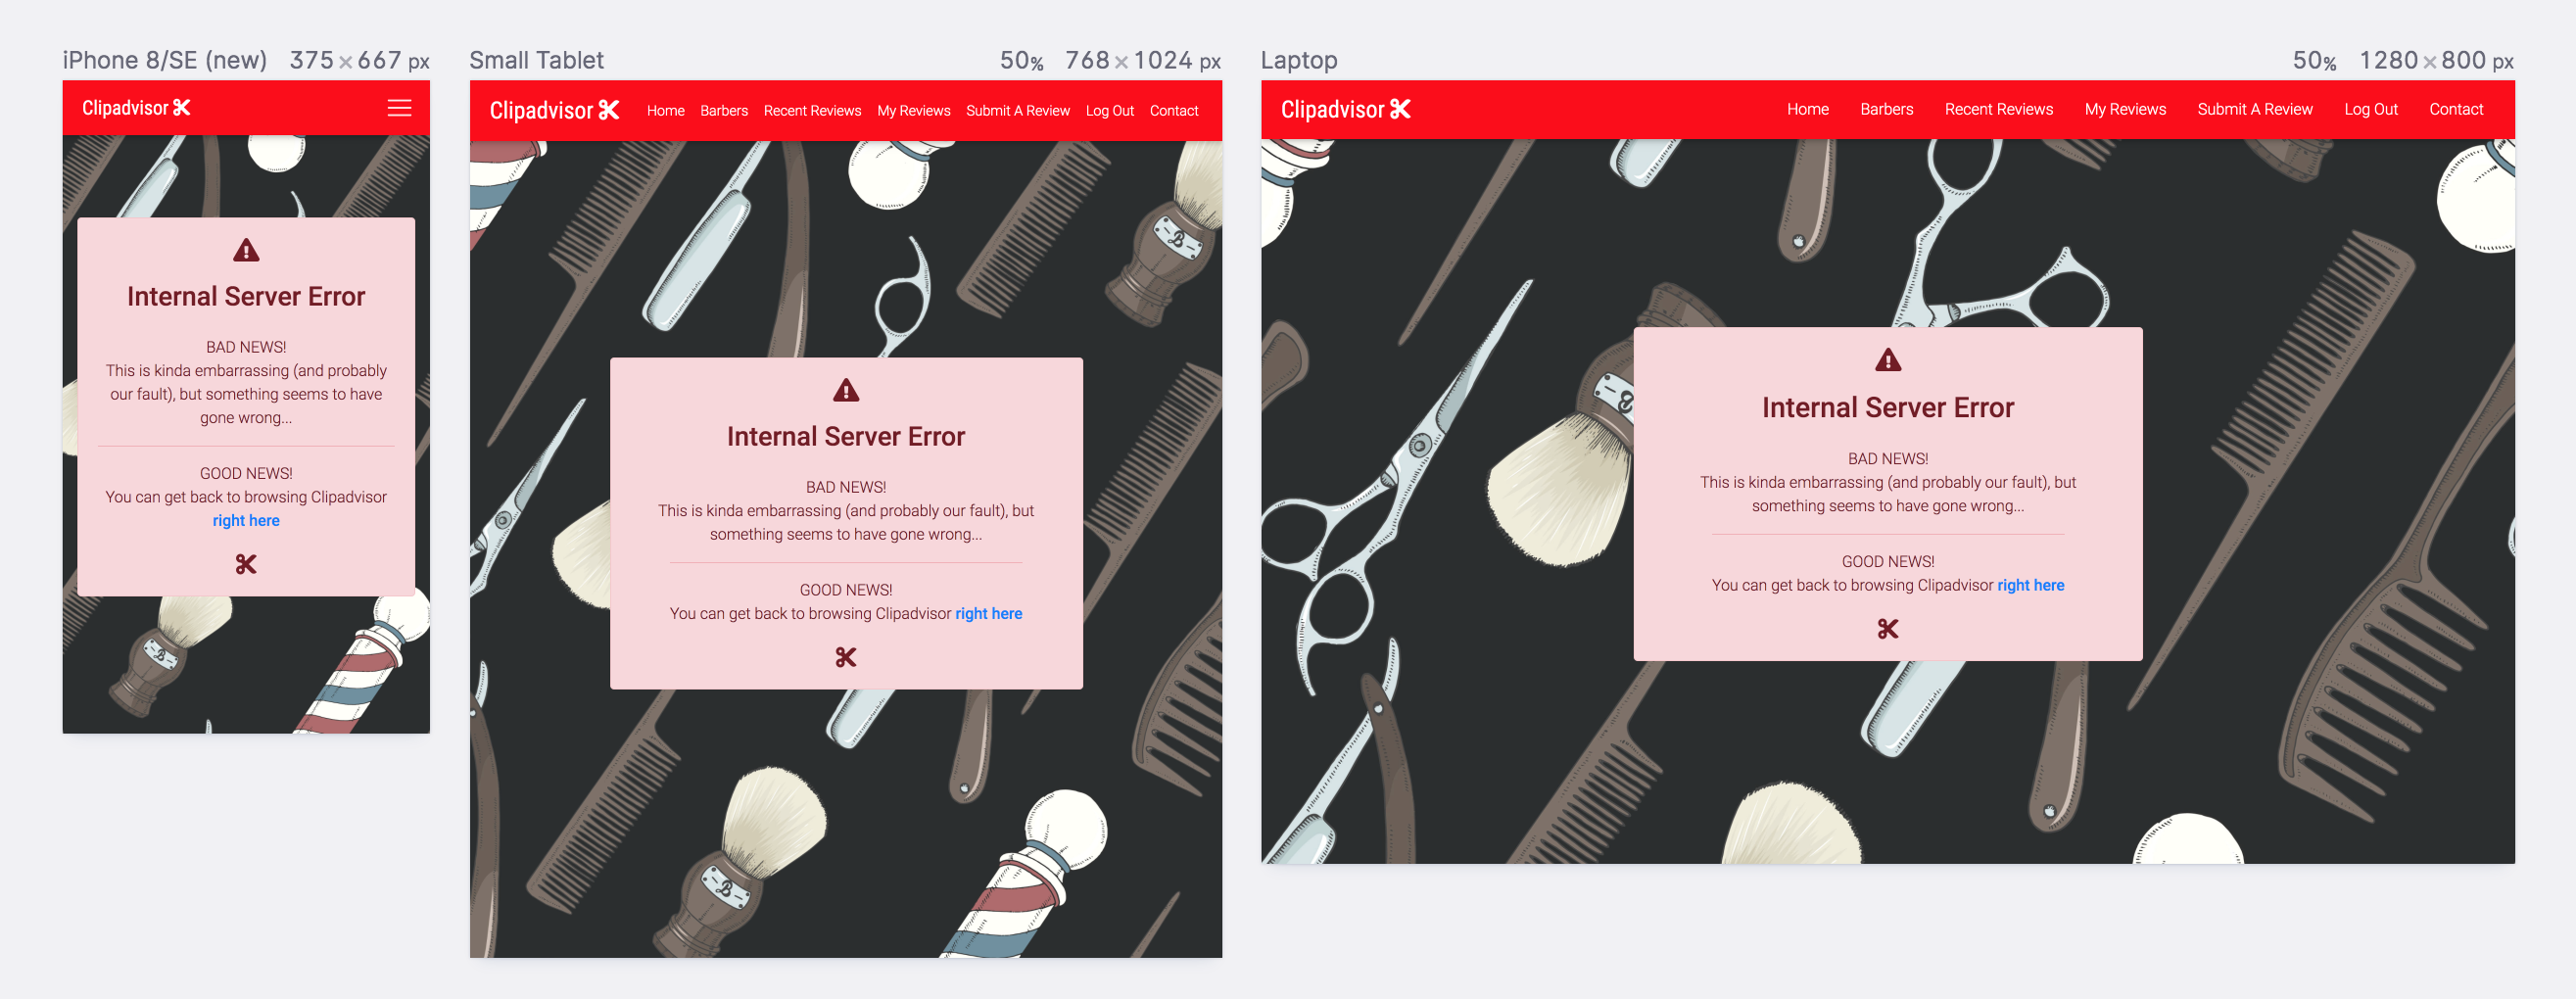 iPhone 8/SE (new) 375 × 667 px
Clipadvisor
Internal Server Error
BAD NEWS!
This is kinda embarrassing (and probably
our fault), but something seems to have
gone wrong...
GOOD NEWS!
You can get back to browsing Clipadvisor
right here
Small Tablet 50% 768 × 1024 px
Clipadvisor Home Barbers Recent Reviews My Reviews Submit A Review Log Out Contact
B
Internal Server Error
BAD NEWS!
This is kinda embarrassing (and probably our fault), but
something seems to have gone wrong...
GOOD NEWS!
You can get back to browsing Clipadvisor right here
B
Laptop 50% 1280 × 800 px
Clipadvisor Home Barbers Recent Reviews My Reviews Submit A Review Log Out Contact
Internal Server Error
BAD NEWS!
This is kinda embarrassing (and probably our fault), but
something seems to have gone wrong...
GOOD NEWS!
You can get back to browsing Clipadvisor right here